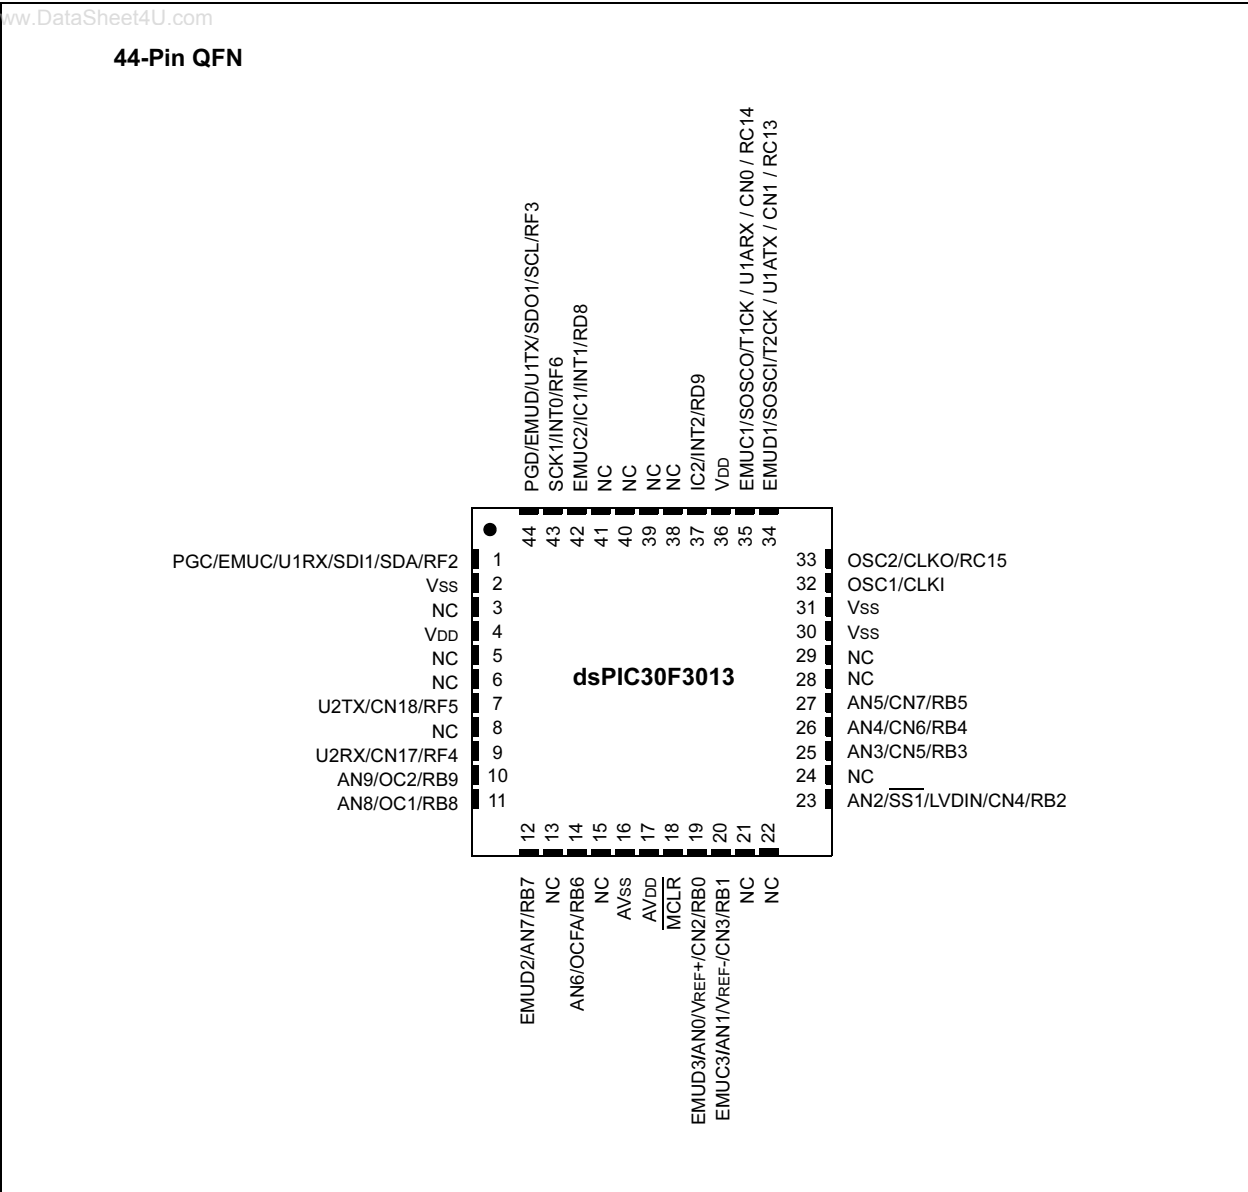 ww.DataSheet4U.com
44-Pin QFN
PGD/EMUD/U1TX/SDO1/SCL/RF3
SCK1/INT0/RF6
EMUC2/IC1/INT1/RD8
NC
NC
NC
NC
IC2/INT2/RD9
VDD
EMUC1/SOSCO/T1CK / U1ARX / CN0 / RC14
EMUD1/SOSCI/T2CK / U1ATX / CN1 / RC13
44 43 42 41 40 39 38 37 36 35 34
PGC/EMUC/U1RX/SDI1/SDA/RF2 1
VSS 2
NC 3
VDD 4
NC 5
NC 6
U2TX/CN18/RF5 7
NC 8
U2RX/CN17/RF4 9
AN9/OC2/RB9 10
AN8/OC1/RB8 11
dsPIC30F3013
33 OSC2/CLKO/RC15
32 OSC1/CLKI
31 VSS
30 VSS
29 NC
28 NC
27 AN5/CN7/RB5
26 AN4/CN6/RB4
25 AN3/CN5/RB3
24 NC
23 AN2/SS1/LVDIN/CN4/RB2
12 13 14 15 16 17 18 19 20 21 22
EMUD2/AN7/RB7
NC
AN6/OCFA/RB6
NC
AVSS
AVDD
MCLR
EMUD3/AN0/VREF+/CN2/RB0
EMUC3/AN1/VREF-/CN3/RB1
NC
NC